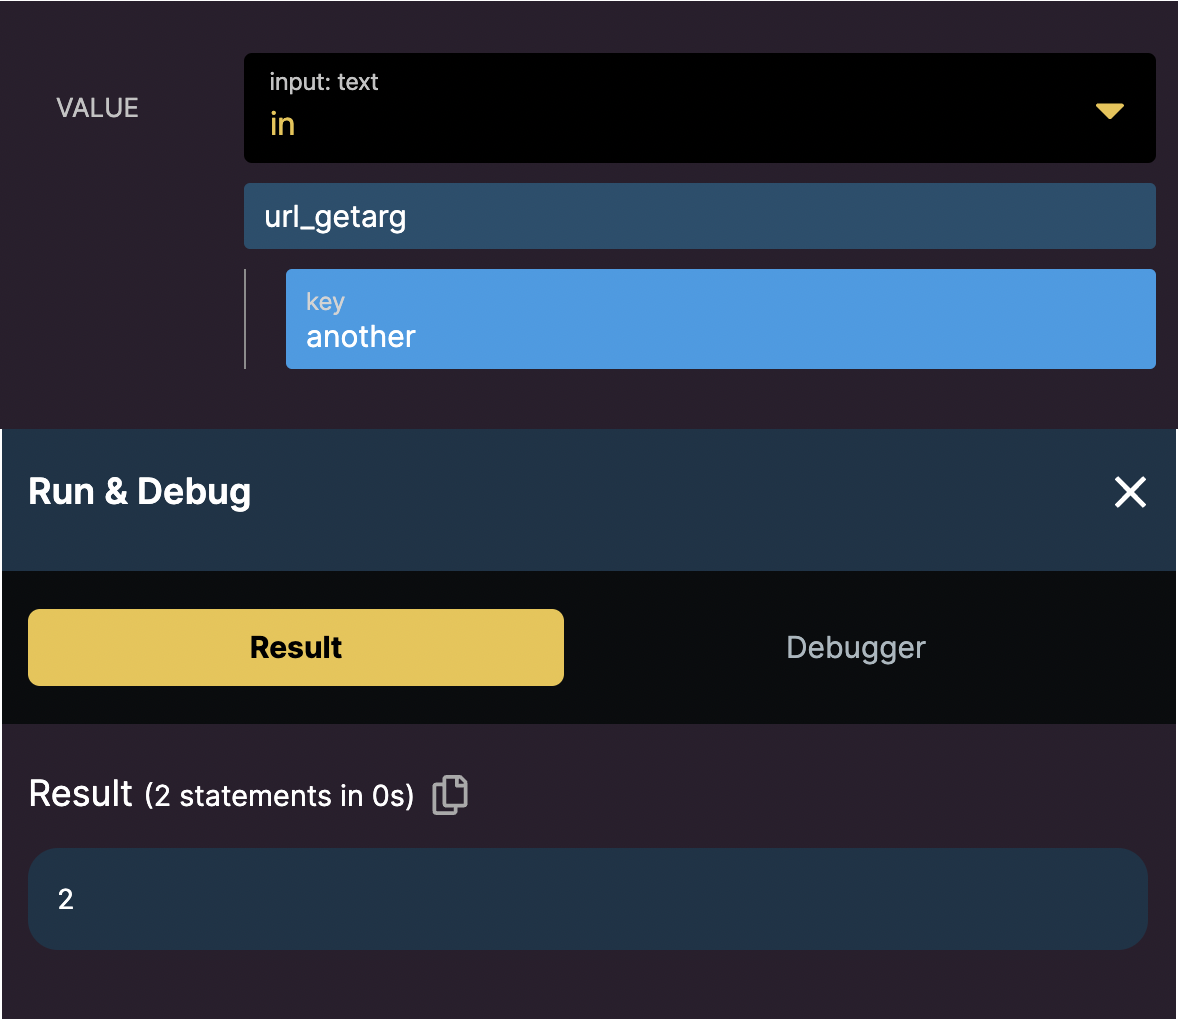 VALUE
input: text
in
url_getarg
key
another
Run & Debug
Result
Debugger
Result (2 statements in 0s)
2